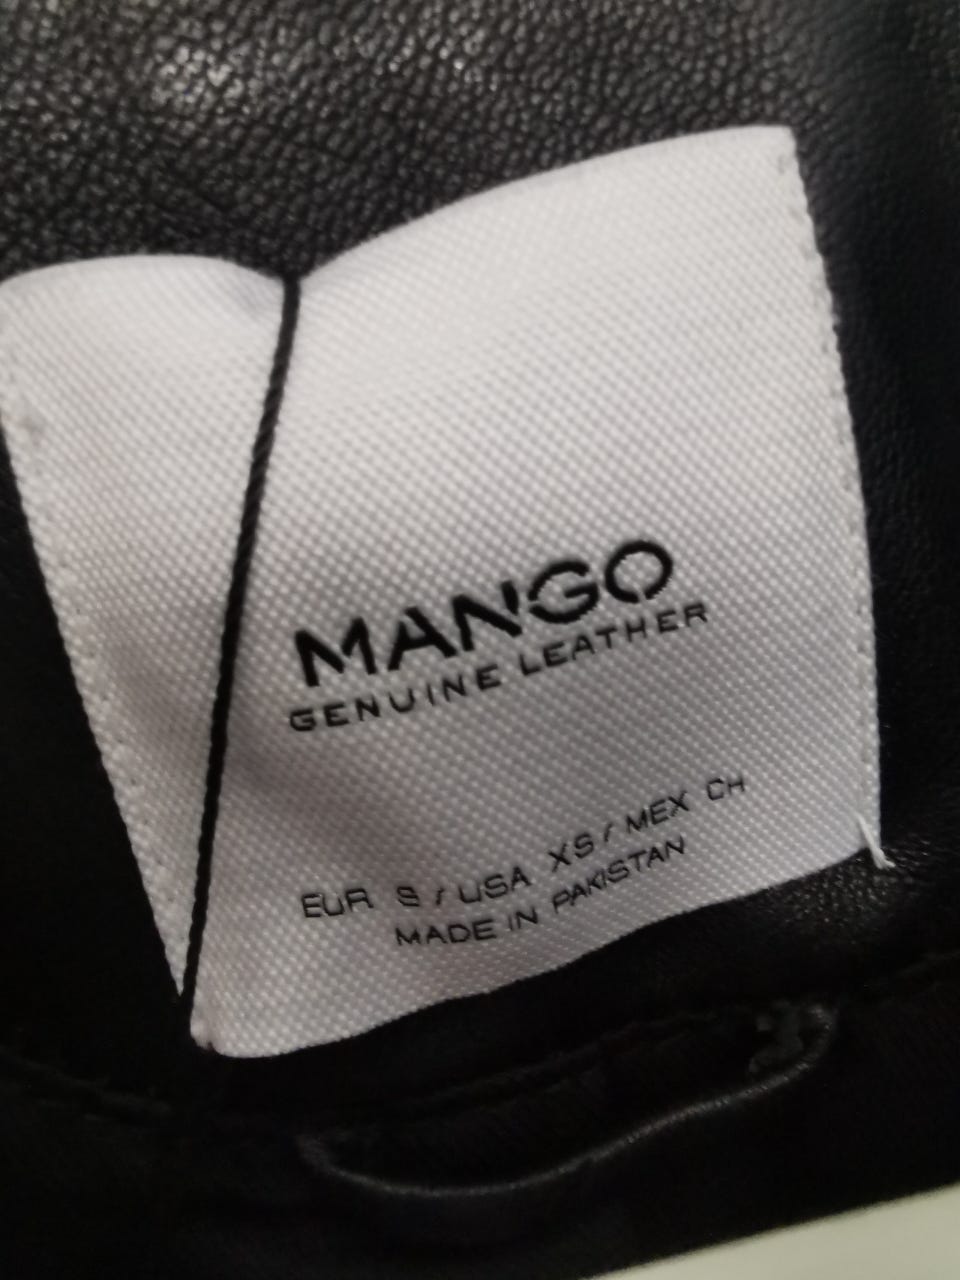 MANGO
GENUINE LEATHER
EUR S / USA XS / MEX CH
MADE IN PAKISTAN